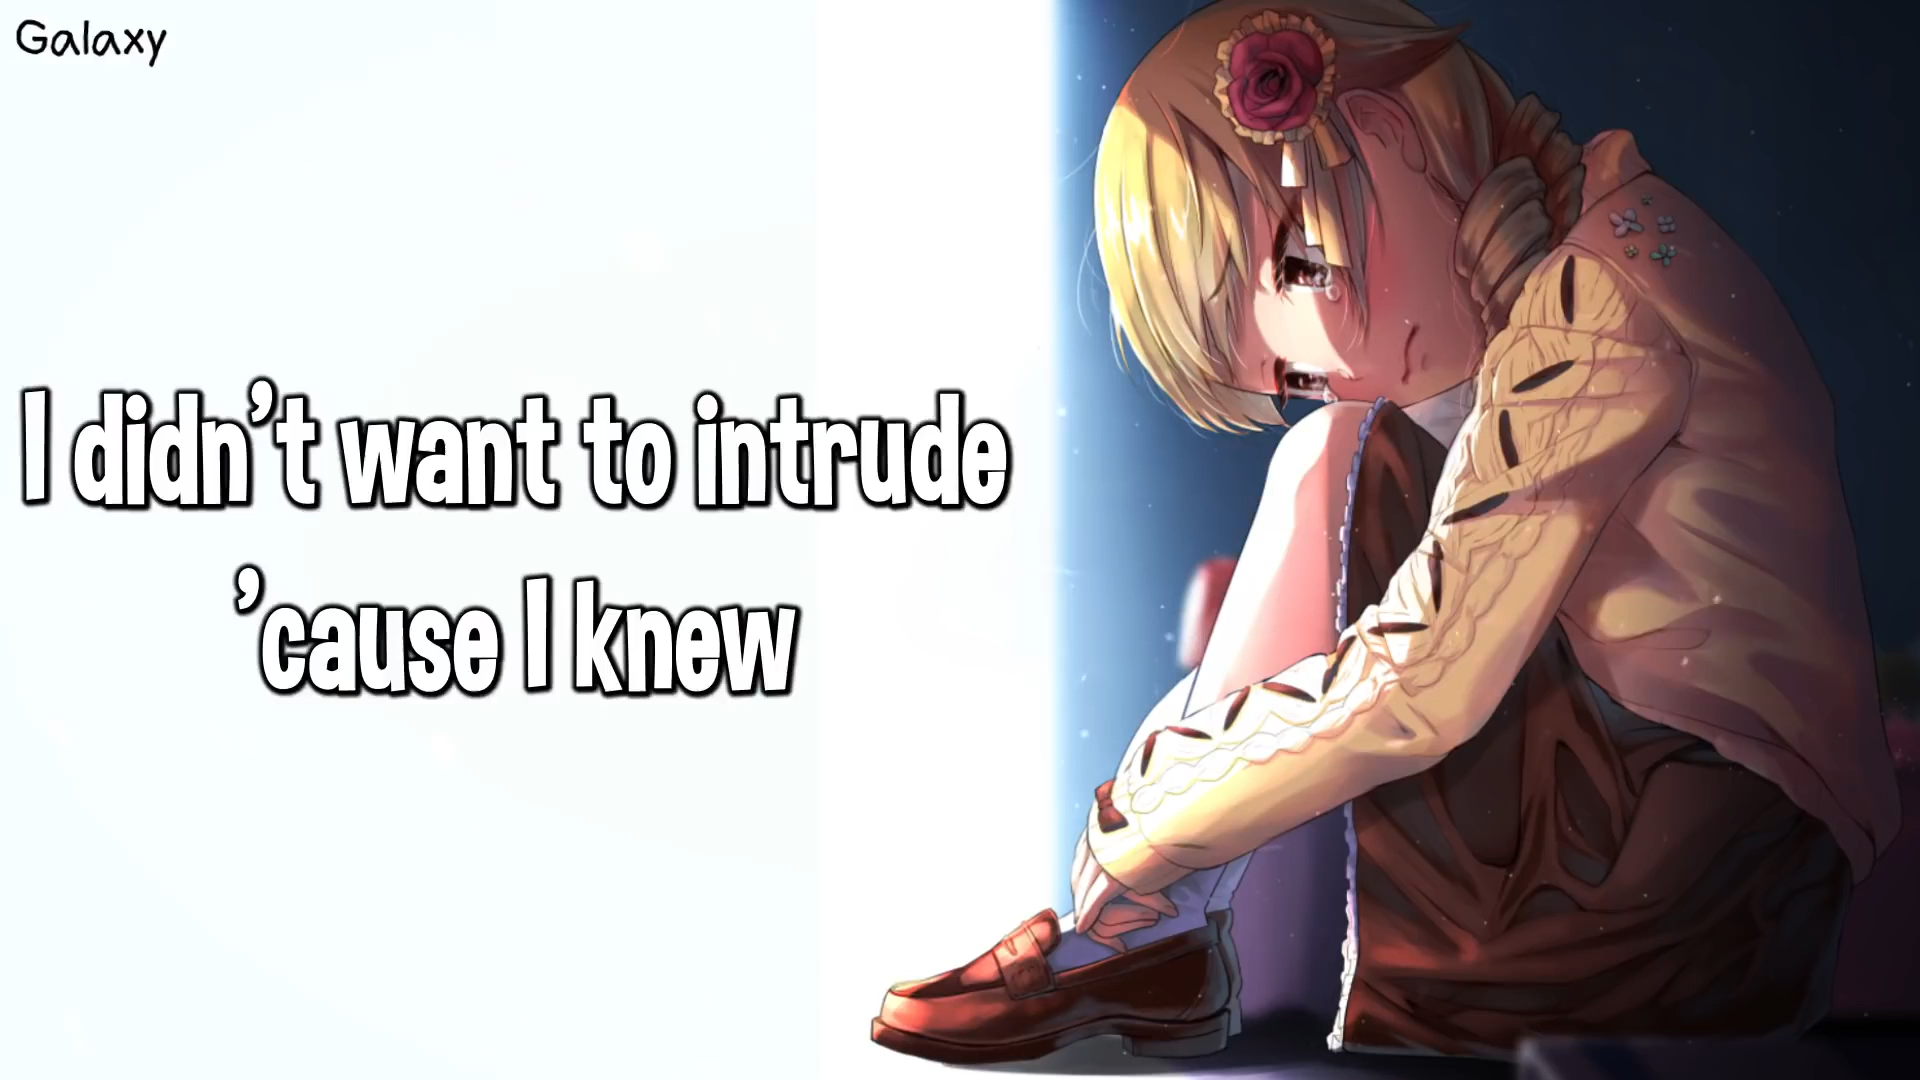 Galaxy
I didn’t want to intrude
’cause I knew